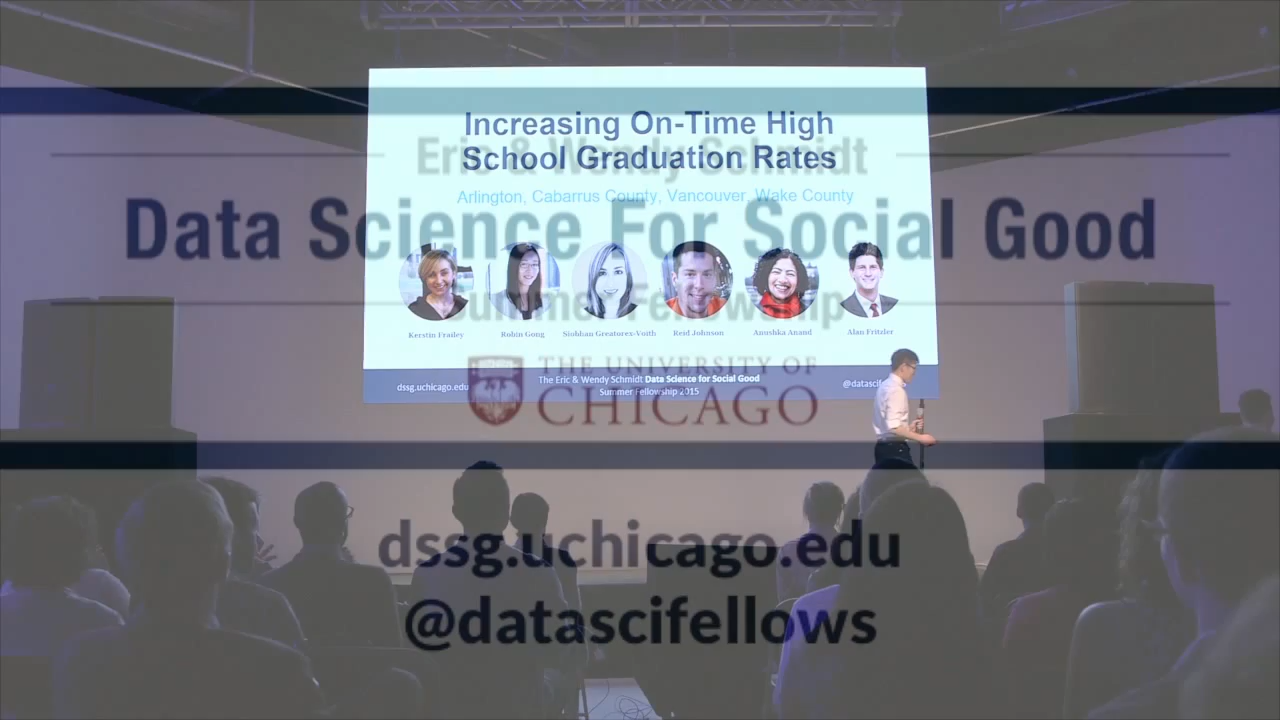 Increasing On-Time High
School Graduation Rates
Arlington, Cabarrus County, Vancouver, Wake County
Kerstin Frailey
Robin Gong
Siobhan Greatorex-Voith
Reid Johnson
Anushka Anand
Alan Fritzler
dssg.uchicago.edu
The Eric & Wendy Schmidt Data Science for Social Good
Summer Fellowship 2015
@datascif
Eric & Wendy Schmidt
Data Science For Social Good
Summer Fellowship
THE UNIVERSITY OF
CHICAGO
dssg.uchicago.edu
@datascifellows